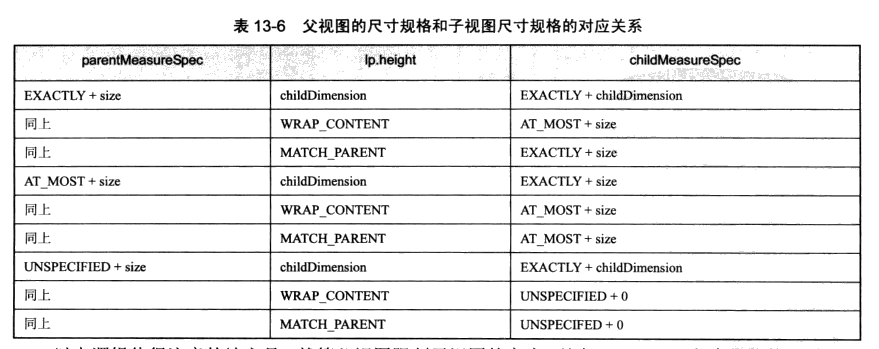 表 13-6 父视图的尺寸规格和子视图尺寸规格的对应关系
parentMeasureSpec lp.height childMeasureSpec
EXACTLY + size childDimension EXACTLY + childDimension
同上 WRAP_CONTENT AT_MOST + size
同上 MATCH_PARENT EXACTLY + size
AT_MOST + size childDimension EXACTLY + size
同上 WRAP_CONTENT AT_MOST + size
同上 MATCH_PARENT AT_MOST + size
UNSPECIFIED + size childDimension EXACTLY + childDimension
同上 WRAP_CONTENT UNSPECIFIED + 0
同上 MATCH_PARENT UNSPECIFED + 0